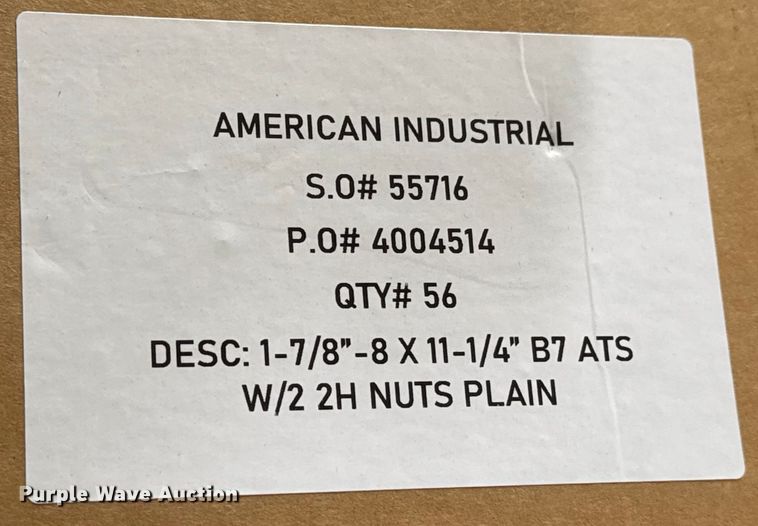 AMERICAN INDUSTRIAL
S.O# 55716
P.O# 4004514
QTY# 56
DESC: 1-7/8"-8 X 11-1/4" B7 ATS
W/2 2H NUTS PLAIN
Purple Wave Auction